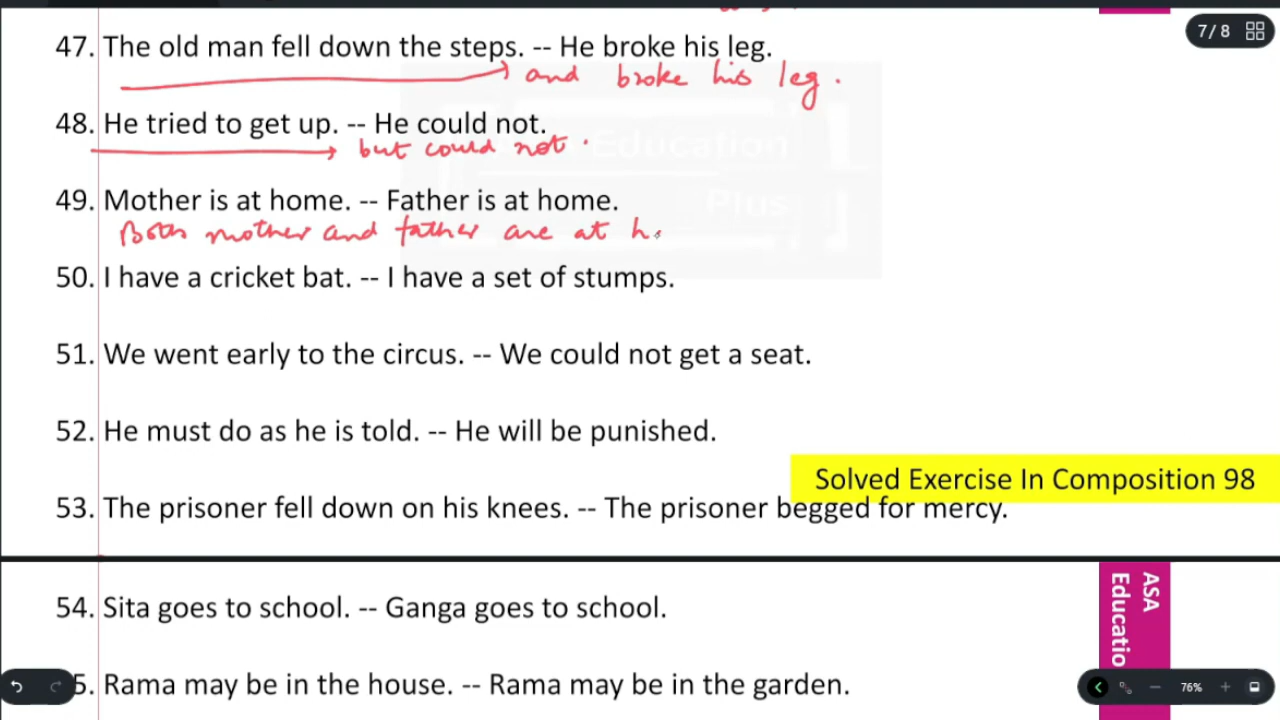 7/8
47. The old man fell down the steps. -- He broke his leg.
and broke his leg.
48. He tried to get up. -- He could not.
but could not.
Education
49. Mother is at home. -- Father is at home.
Plus
Both mother and father are at h
50. I have a cricket bat. -- I have a set of stumps.
51. We went early to the circus. -- We could not get a seat.
52. He must do as he is told. -- He will be punished.
Solved Exercise In Composition 98
53. The prisoner fell down on his knees. -- The prisoner begged for mercy.
ASA
Educatio
54. Sita goes to school. -- Ganga goes to school.
5. Rama may be in the house. -- Rama may be in the garden.
76%